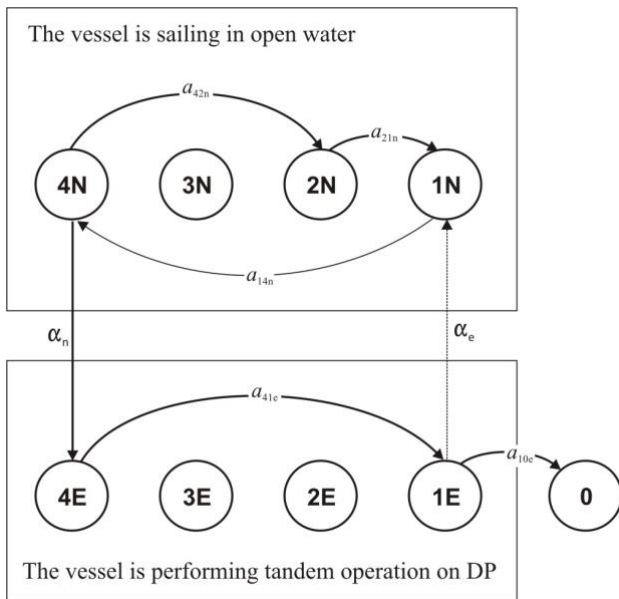 The vessel is sailing in open water
a42n
a21n
4N 3N 2N 1N
a14n
αn αe
a41e
a10e
4E 3E 2E 1E 0
The vessel is performing tandem operation on DP